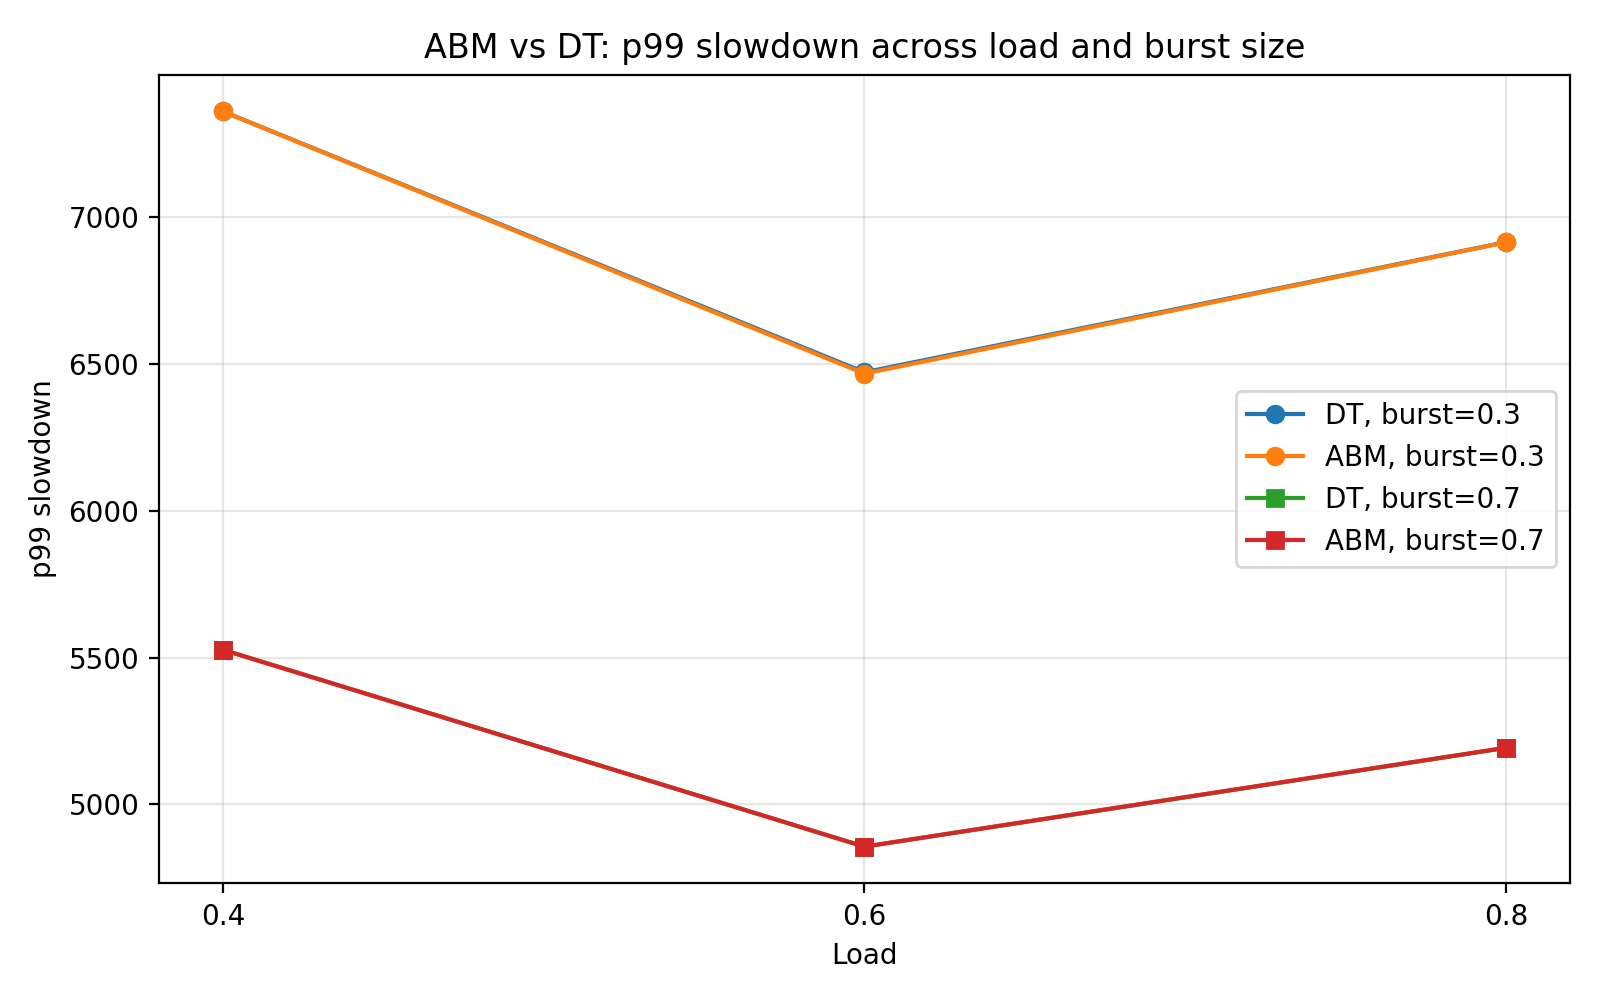 ABM vs DT: p99 slowdown across load and burst size
p99 slowdown
7000
6500
6000
5500
5000
DT, burst=0.3
ABM, burst=0.3
DT, burst=0.7
ABM, burst=0.7
0.4
0.6
0.8
Load